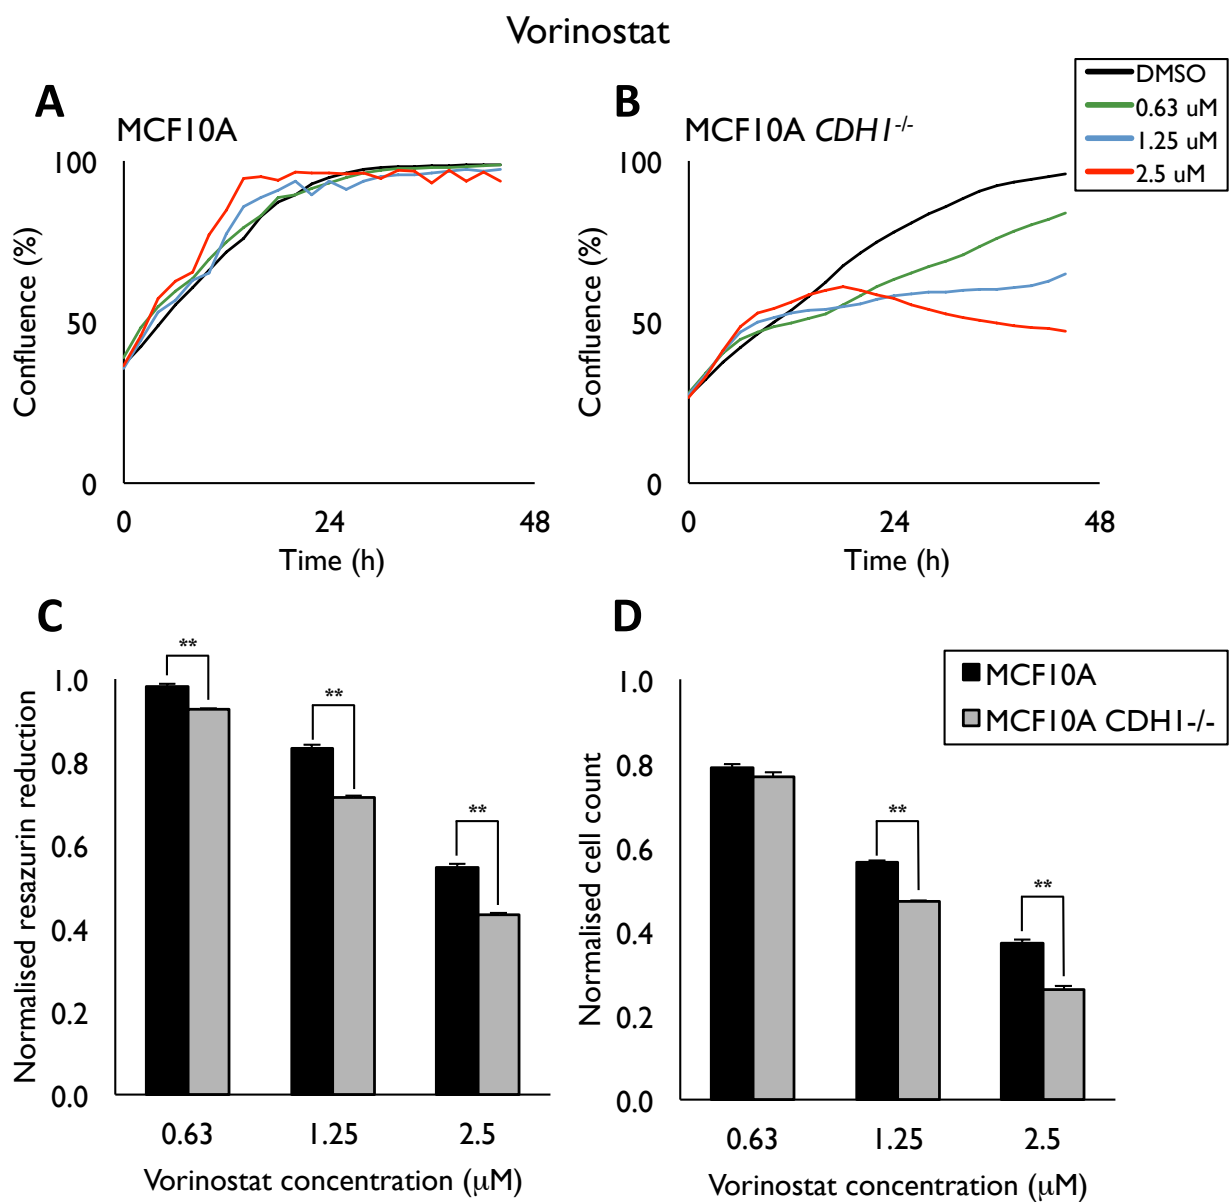 Vorinostat
A
MCF10A
100
50
0
Confluence (%)
0
24
48
Time (h)
B
MCF10A CDH1-/-
DMSO
0.63 uM
1.25 uM
2.5 uM
100
50
0
Confluence (%)
0
24
48
Time (h)
C
Normalised resazurin reduction
1.0
0.8
0.6
0.4
0.2
0.0
**
**
**
0.63
1.25
2.5
Vorinostat concentration (μM)
D
MCF10A
MCF10A CDH1-/-
Normalised cell count
1.0
0.8
0.6
0.4
0.2
0.0
**
**
0.63
1.25
2.5
Vorinostat concentration (μM)